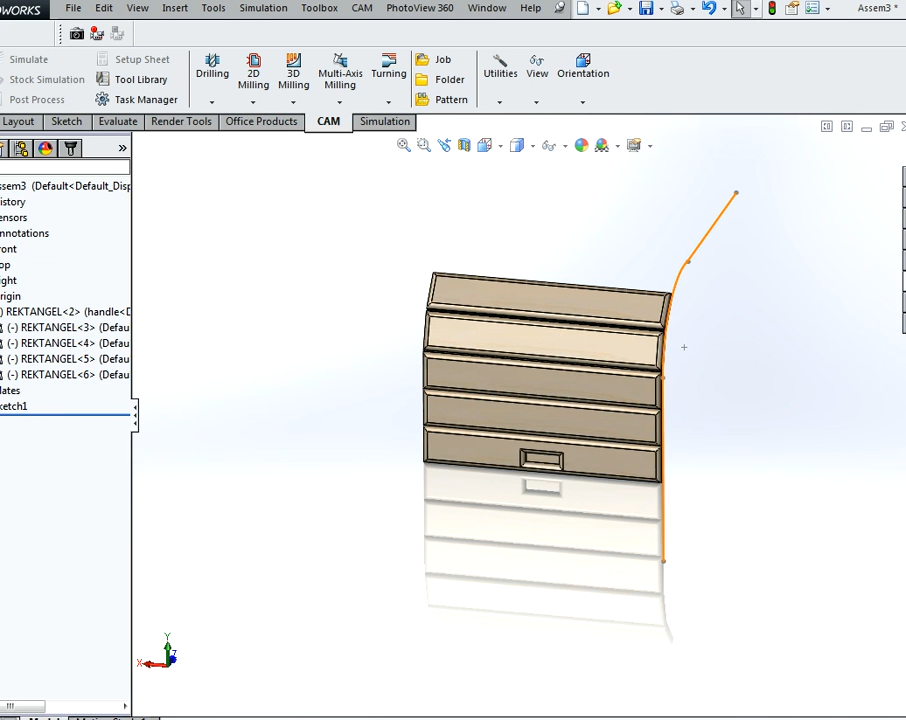 OWORKS File Edit View Insert Tools Simulation Toolbox CAM PhotoView 360 Window Help Assem3 *
Simulate Setup Sheet Job
Stock Simulation Tool Library Folder
Post Process Task Manager Pattern
Drilling 2D Milling 3D Milling Multi-Axis Milling Turning Utilities View Orientation
Layout Sketch Evaluate Render Tools Office Products CAM Simulation
»
ssem3 (Default<Default_Disp
istory
ensors
nnotations
ront
op
ight
rigin
REKTANGEL<2> (handle<D
(-) REKTANGEL<3> (Defau
(-) REKTANGEL<4> (Defau
(-) REKTANGEL<5> (Defau
(-) REKTANGEL<6> (Defau
lates
ketch1
Y
X Z